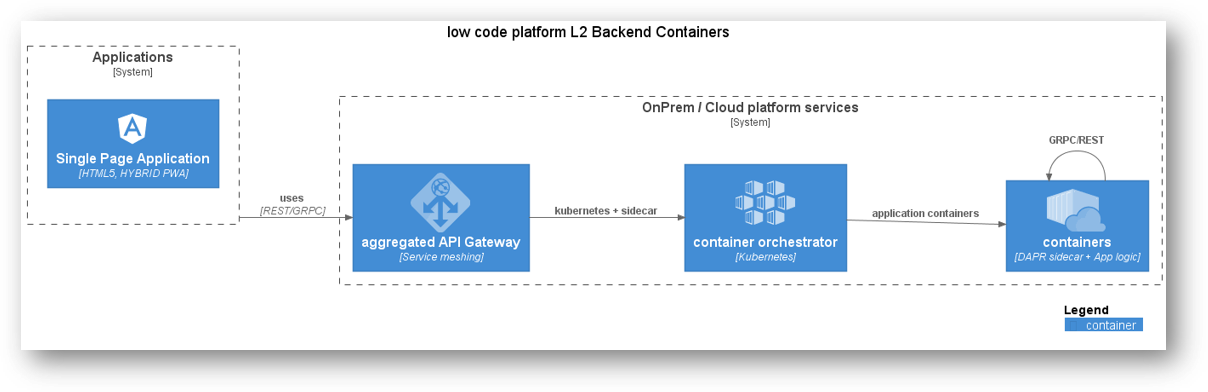 low code platform L2 Backend Containers
Applications
[System]
Single Page Application
[HTML5, HYBRID PWA]
uses
[REST/GRPC]
OnPrem / Cloud platform services
[System]
aggregated API Gateway
[Service meshing]
kubernetes + sidecar
container orchestrator
[Kubernetes]
application containers
GRPC/REST
containers
[DAPR sidecar + App logic]
Legend
container